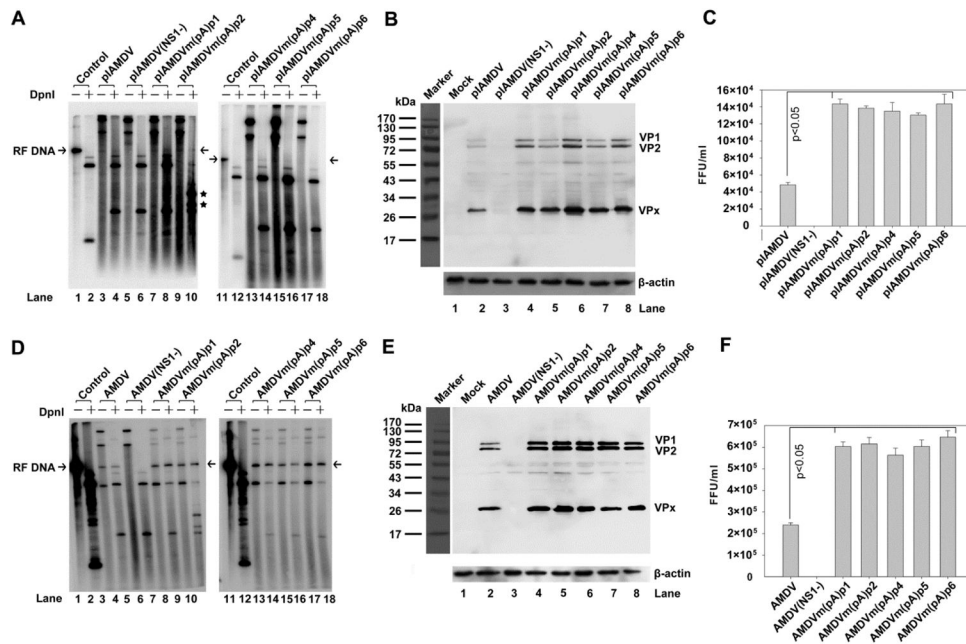 A
Control
pIAMDV
pIAMDV(NS1-)
pIAMDVm(pA)p1
pIAMDVm(pA)p2
Control
pIAMDVm(pA)p4
pIAMDVm(pA)p5
pIAMDVm(pA)p6
DpnI − + − + − + − + − + − + − + − + − +
RF DNA → ← → ←
★
★
Lane 1 2 3 4 5 6 7 8 9 10 11 12 13 14 15 16 17 18
B
Marker
Mock
pIAMDV
pIAMDV(NS1-)
pIAMDVm(pA)p1
pIAMDVm(pA)p2
pIAMDVm(pA)p4
pIAMDVm(pA)p5
pIAMDVm(pA)p6
kDa
170
130
95
72
55
43
34
26
17
VP1
VP2
VPx
β-actin
1 2 3 4 5 6 7 8 Lane
C
FFU/ml
16×10⁴
14×10⁴
12×10⁴
10×10⁴
8×10⁴
6×10⁴
4×10⁴
2×10⁴
0
p<0.05
pIAMDV
pIAMDV(NS1-)
pIAMDVm(pA)p1
pIAMDVm(pA)p2
pIAMDVm(pA)p4
pIAMDVm(pA)p5
pIAMDVm(pA)p6
D
Control
AMDV
AMDV(NS1-)
AMDVm(pA)p1
AMDVm(pA)p2
Control
AMDVm(pA)p4
AMDVm(pA)p5
AMDVm(pA)p6
DpnI − + − + − + − + − + − + − + − + − +
RF DNA → ← ←
Lane 1 2 3 4 5 6 7 8 9 10 11 12 13 14 15 16 17 18
E
Marker
Mock
AMDV
AMDV(NS1-)
AMDVm(pA)p1
AMDVm(pA)p2
AMDVm(pA)p4
AMDVm(pA)p5
AMDVm(pA)p6
kDa
170
130
95
72
55
43
34
26
17
VP1
VP2
VPx
β-actin
Lane 1 2 3 4 5 6 7 8
F
FFU/ml
7×10⁵
6×10⁵
5×10⁵
4×10⁵
3×10⁵
2×10⁵
1×10⁵
0
p<0.05
AMDV
AMDV(NS1-)
AMDVm(pA)p1
AMDVm(pA)p2
AMDVm(pA)p4
AMDVm(pA)p5
AMDVm(pA)p6